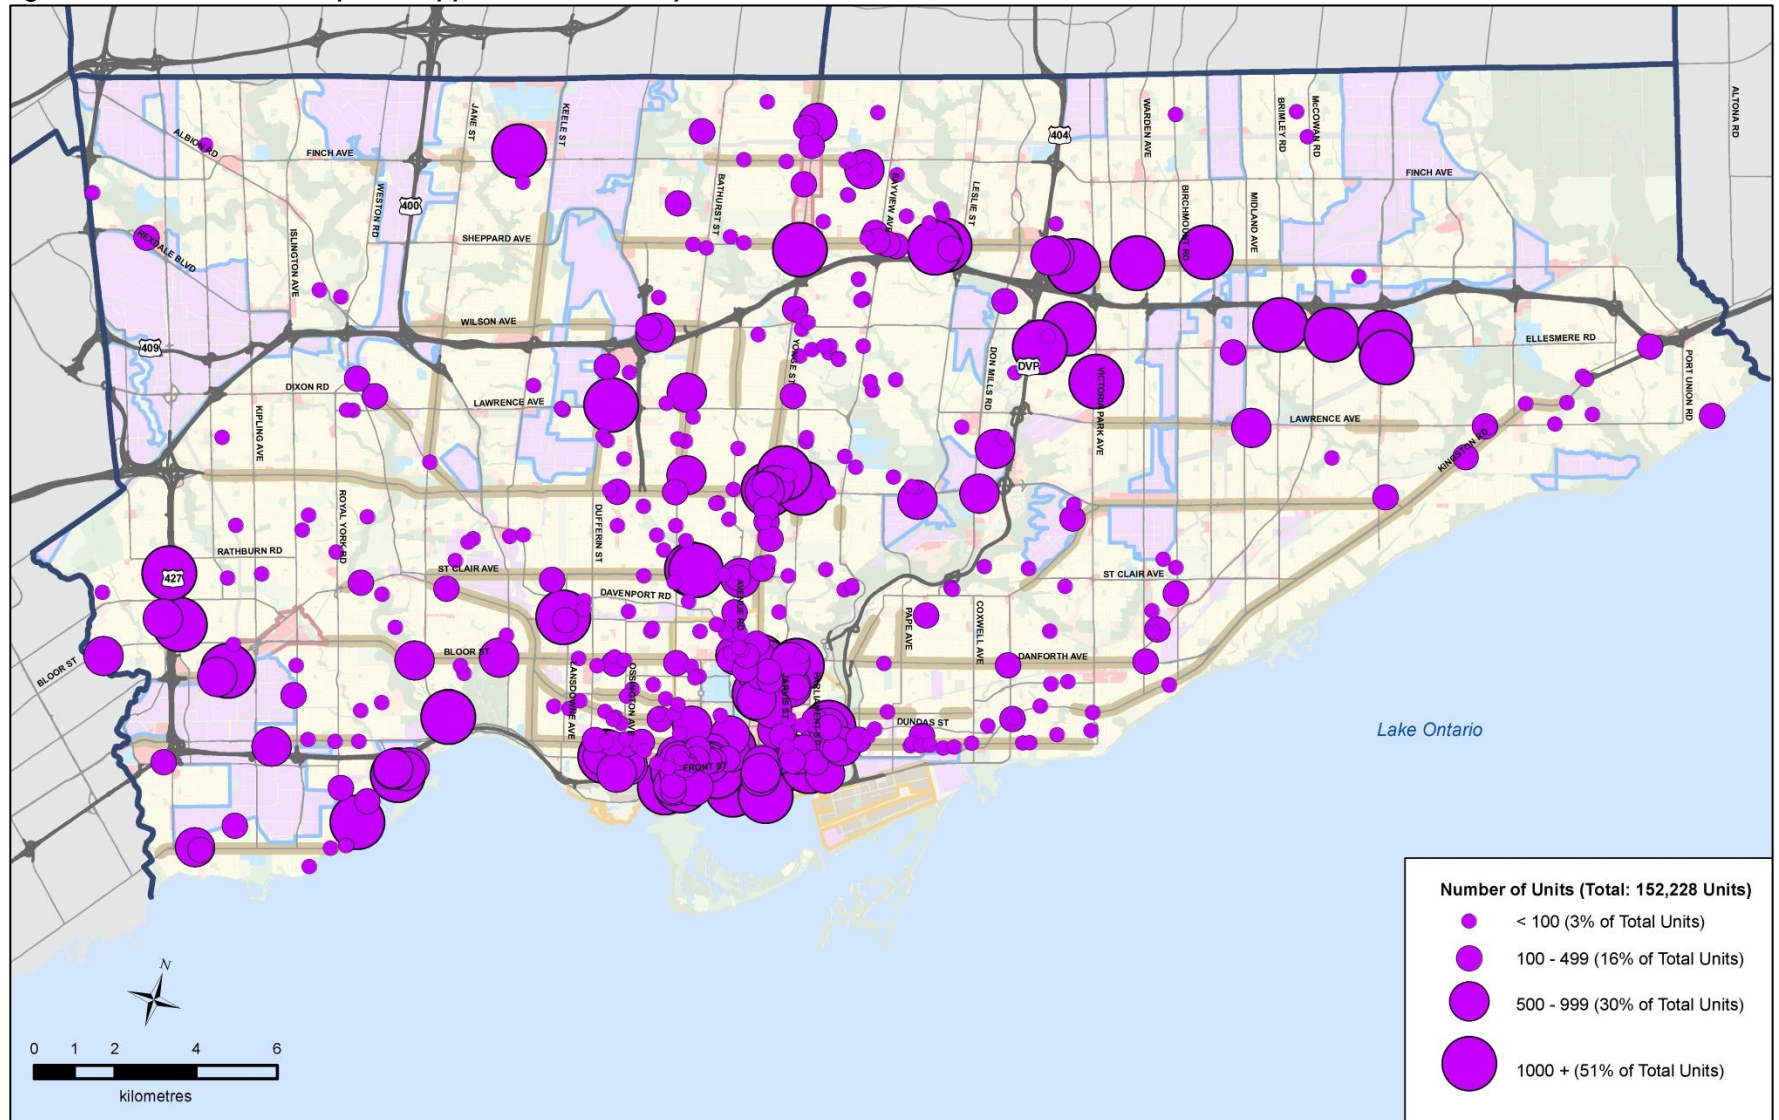 ALTONA RD
JANE ST
KEELE ST
WARDEN AVE
BRIMLEY RD
McCOWAN RD
404
ALBION RD
FINCH AVE
FINCH AVE
WESTON RD
400
BATHURST ST
BAYVIEW AVE
LESLIE ST
BIRCHMOUNT RD
MIDLAND AVE
REXDALE BLVD
ISLINGTON AVE
SHEPPARD AVE
WILSON AVE
409
YONGE ST
ELLESMERE RD
DON MILLS RD
DVP
VICTORIA PARK AVE
PORT UNION RD
DIXON RD
LAWRENCE AVE
LAWRENCE AVE
KIPLING AVE
KINGSTON RD
ROYAL YORK RD
DUFFERIN ST
RATHBURN RD
427
ST CLAIR AVE
ST CLAIR AVE
DAVENPORT RD
AVENUE RD
PAPE AVE
COXWELL AVE
BLOOR ST
BLOOR ST
DANFORTH AVE
LANSDOWNE AVE
OSSINGTON AVE
JARVIS ST
PARLIAMENT ST
DUNDAS ST
FRONT ST
Lake Ontario
Number of Units (Total: 152,228 Units)
< 100 (3% of Total Units)
100 - 499 (16% of Total Units)
500 - 999 (30% of Total Units)
1000 + (51% of Total Units)
N
0 1 2 4 6
kilometres